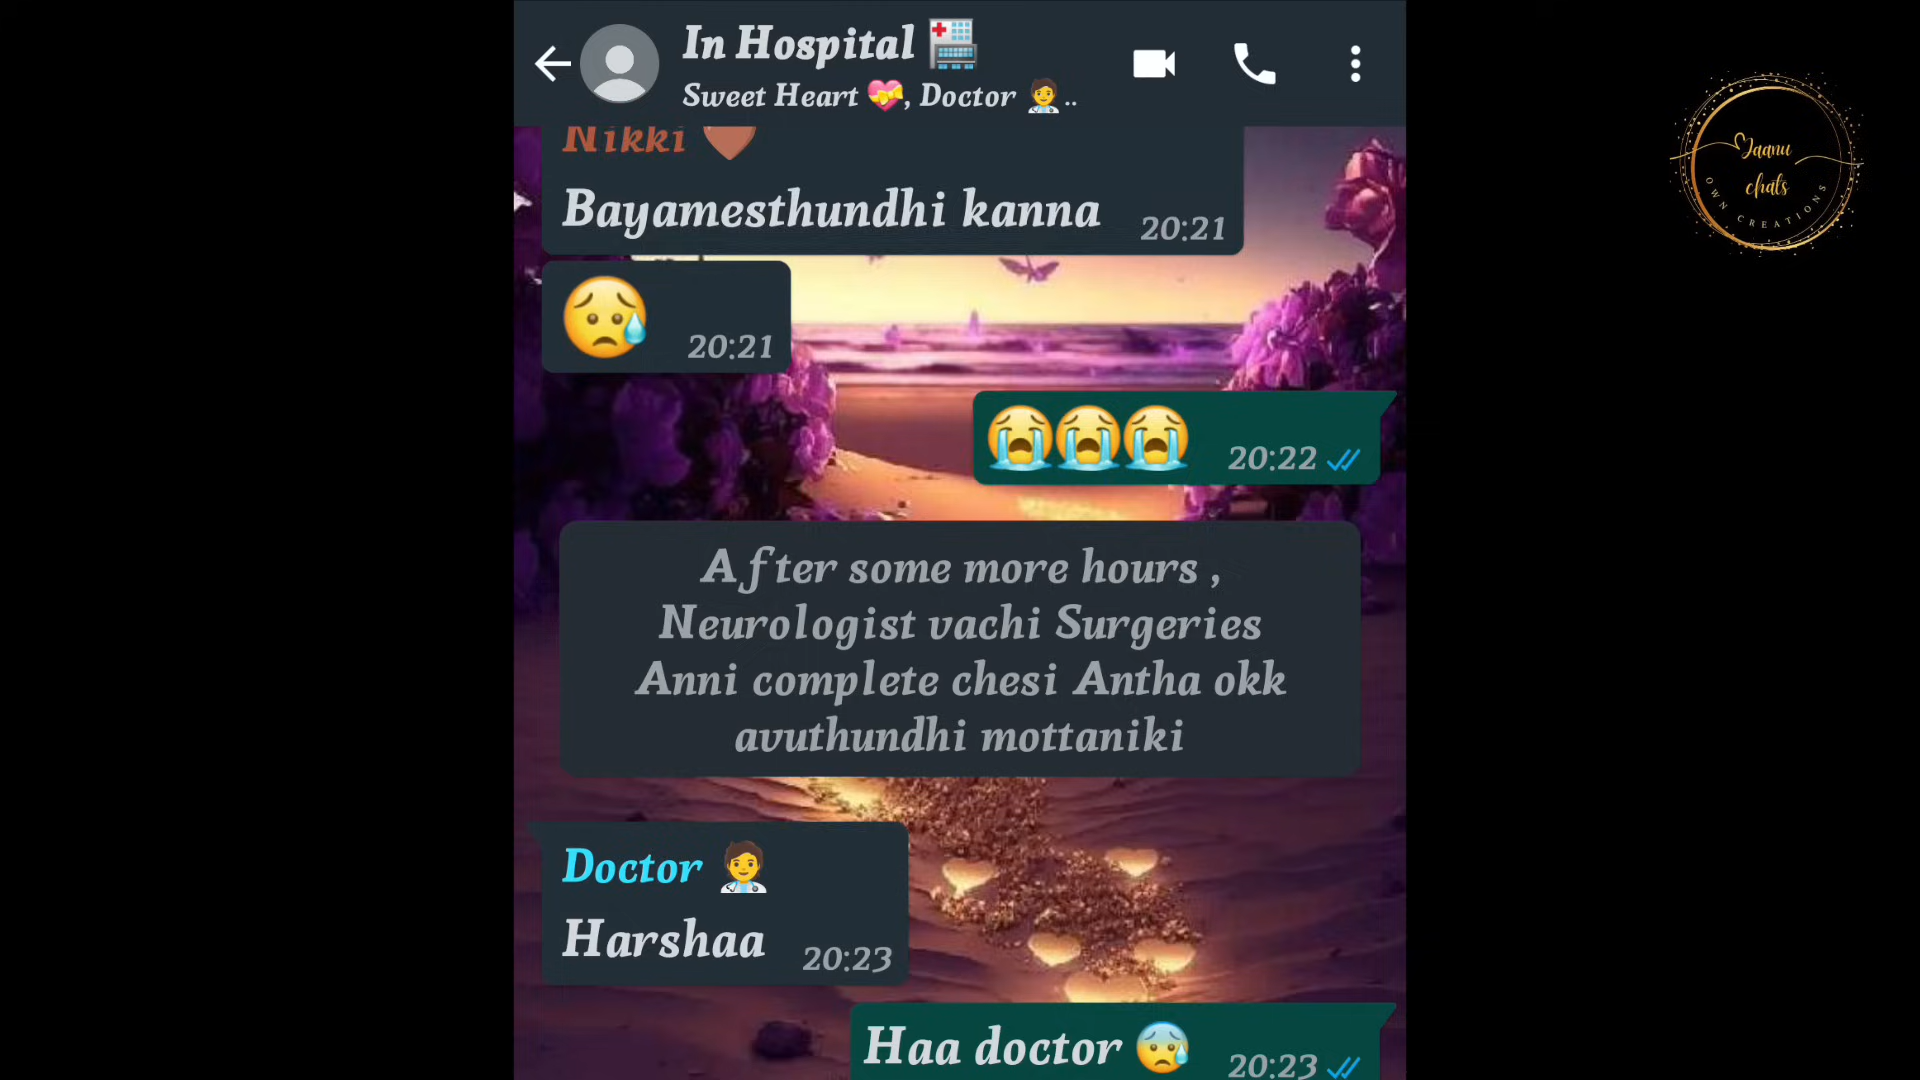 In Hospital 🏥
Sweet Heart 💝, Doctor 🧑‍⚕️..
Nikki 🤎
Bayamesthundhi kanna 20:21
😥 20:21
😭😭😭 20:22
After some more hours ,
Neurologist vachi Surgeries
Anni complete chesi Antha okk
avuthundhi mottaniki
Doctor 🧑‍⚕️
Harshaa 20:23
Haa doctor 😰 20:23
Jaanu
chats
OWN CREATIONS